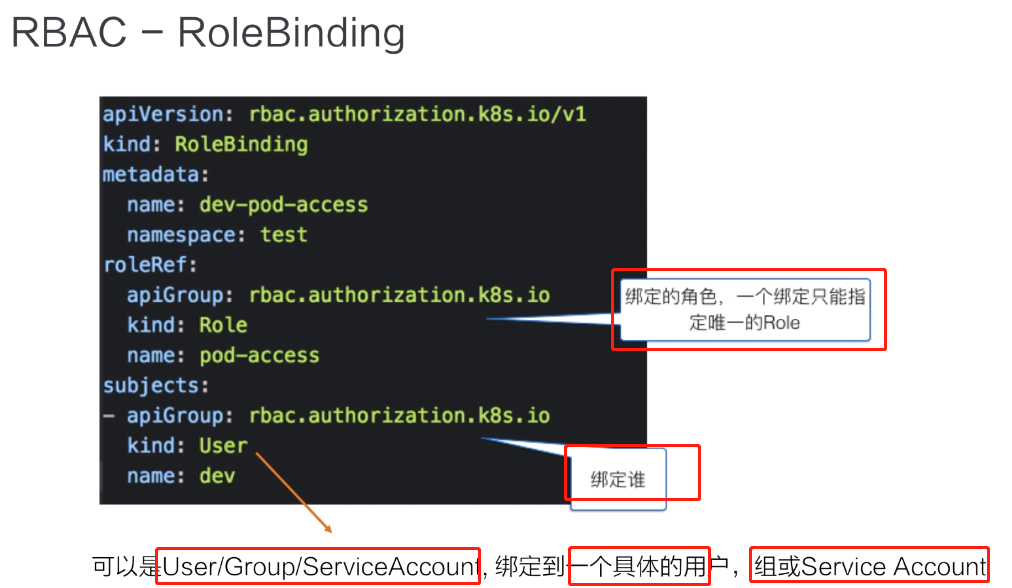 RBAC – RoleBinding
apiVersion: rbac.authorization.k8s.io/v1
kind: RoleBinding
metadata:
  name: dev-pod-access
  namespace: test
roleRef:
  apiGroup: rbac.authorization.k8s.io
  kind: Role
  name: pod-access
绑定的角色，一个绑定只能指
定唯一的Role
subjects:
- apiGroup: rbac.authorization.k8s.io
  kind: User
  name: dev
绑定谁
可以是User/Group/ServiceAccount, 绑定到一个具体的用户，组或Service Account